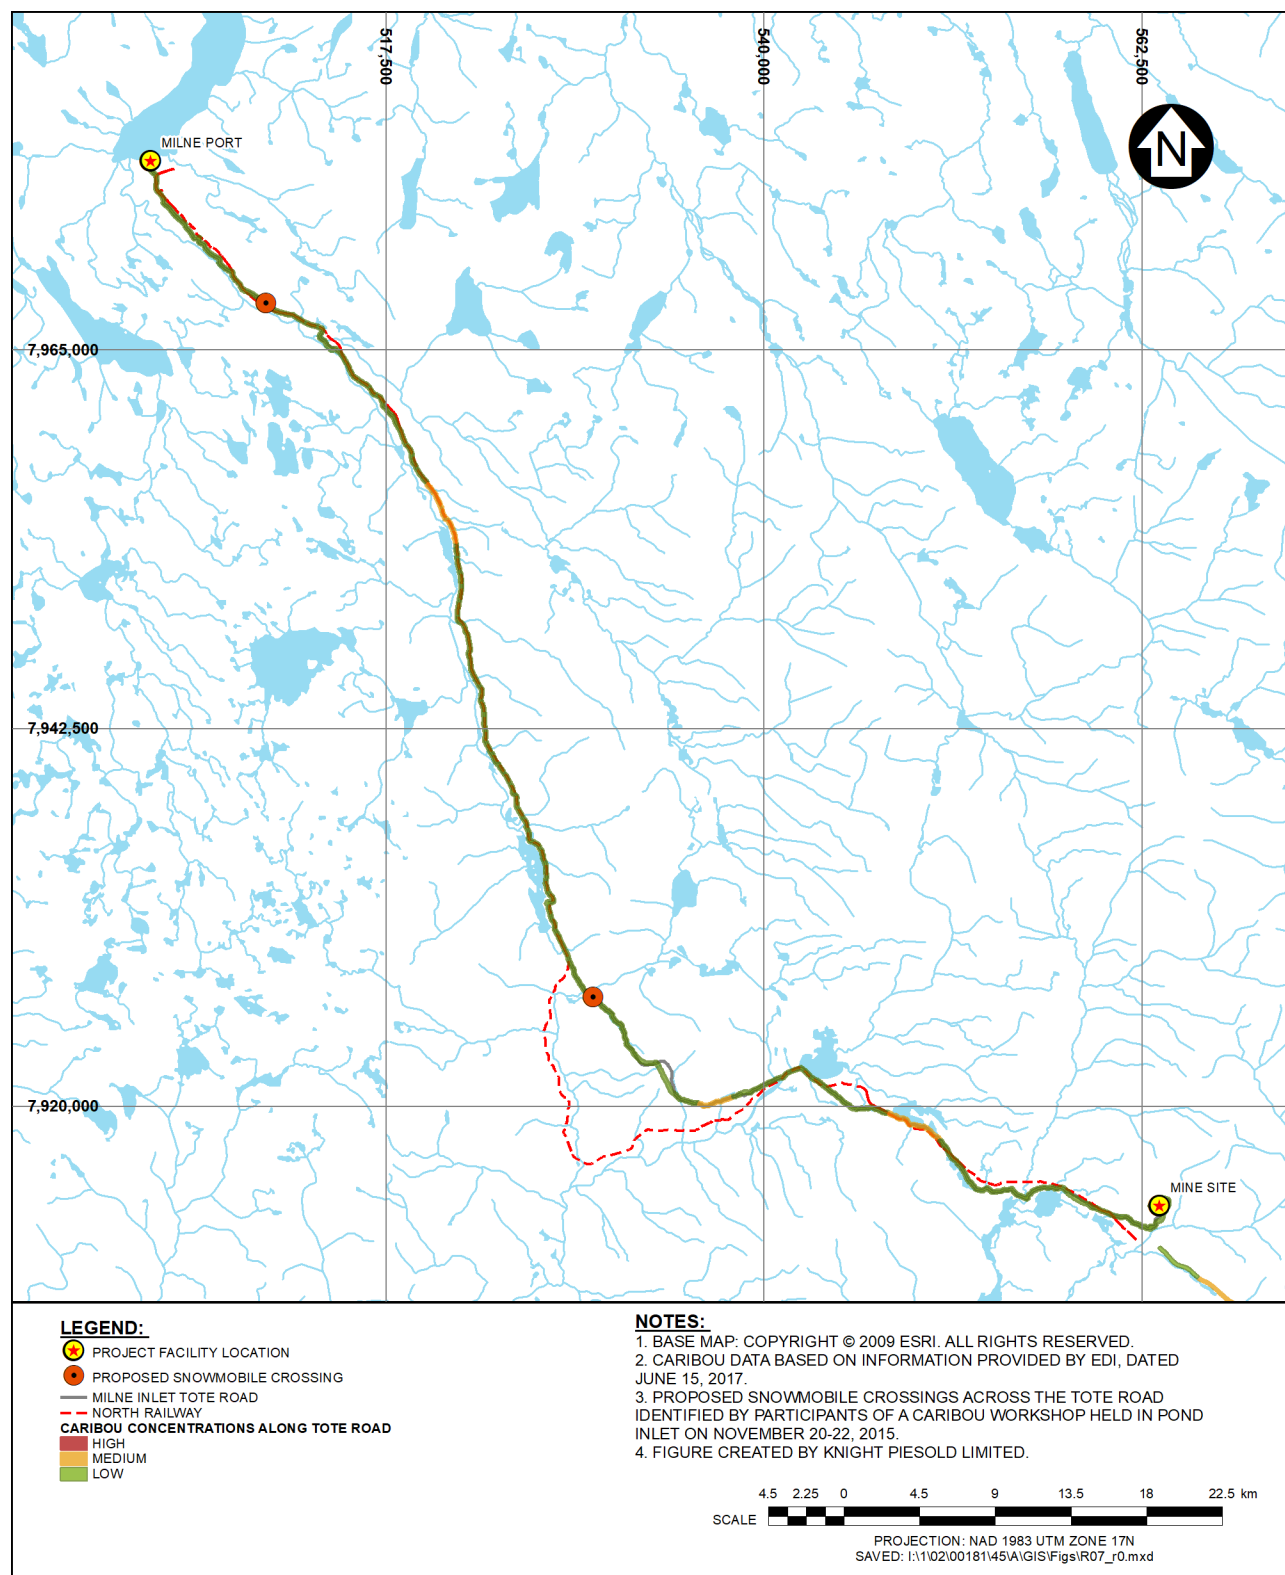 517,500
540,000
562,500
N
MILNE PORT
7,965,000
7,942,500
7,920,000
MINE SITE
LEGEND:
PROJECT FACILITY LOCATION
PROPOSED SNOWMOBILE CROSSING
MILNE INLET TOTE ROAD
NORTH RAILWAY
CARIBOU CONCENTRATIONS ALONG TOTE ROAD
HIGH
MEDIUM
LOW
NOTES:
1. BASE MAP: COPYRIGHT © 2009 ESRI. ALL RIGHTS RESERVED.
2. CARIBOU DATA BASED ON INFORMATION PROVIDED BY EDI, DATED
JUNE 15, 2017.
3. PROPOSED SNOWMOBILE CROSSINGS ACROSS THE TOTE ROAD
IDENTIFIED BY PARTICIPANTS OF A CARIBOU WORKSHOP HELD IN POND
INLET ON NOVEMBER 20-22, 2015.
4. FIGURE CREATED BY KNIGHT PIESOLD LIMITED.
4.5 2.25 0 4.5 9 13.5 18 22.5 km
SCALE
PROJECTION: NAD 1983 UTM ZONE 17N
SAVED: I:\1\02\00181\45\A\GIS\Figs\R07_r0.mxd